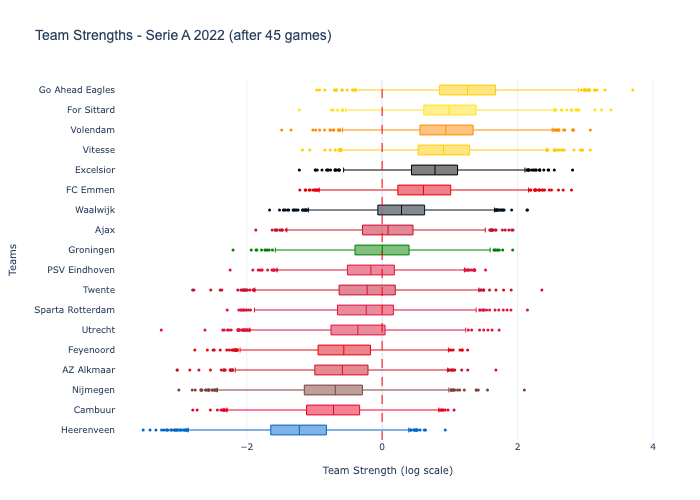 Team Strengths - Serie A 2022 (after 45 games)
Go Ahead Eagles
For Sittard
Volendam
Vitesse
Excelsior
FC Emmen
Waalwijk
Ajax
Groningen
PSV Eindhoven
Twente
Sparta Rotterdam
Utrecht
Feyenoord
AZ Alkmaar
Nijmegen
Cambuur
Heerenveen
Teams
−2
0
2
4
Team Strength (log scale)